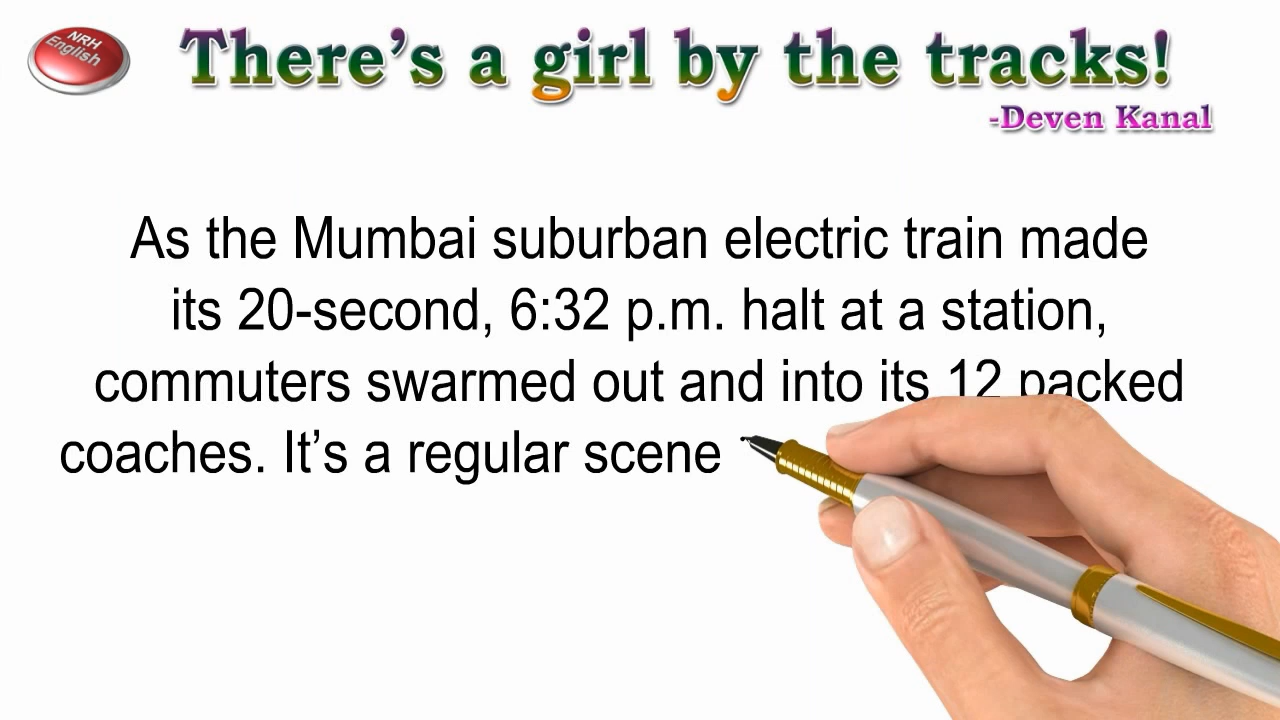 NRH
English
There’s a girl by the tracks!
-Deven Kanal
As the Mumbai suburban electric train made
its 20-second, 6:32 p.m. halt at a station,
commuters swarmed out and into its 12 packed
coaches. It’s a regular scene